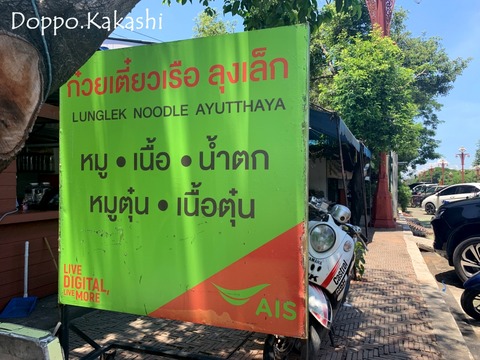 Doppo.Kakashi
ก๋วยเตี๋ยวเรือ ลุงเล็ก
LUNGLEK NOODLE AYUTTHAYA
หมู • เนื้อ • น้ำตก
หมูตุ๋น • เนื้อตุ๋น
LIVE
DIGITAL,
LIVE MORE
AIS